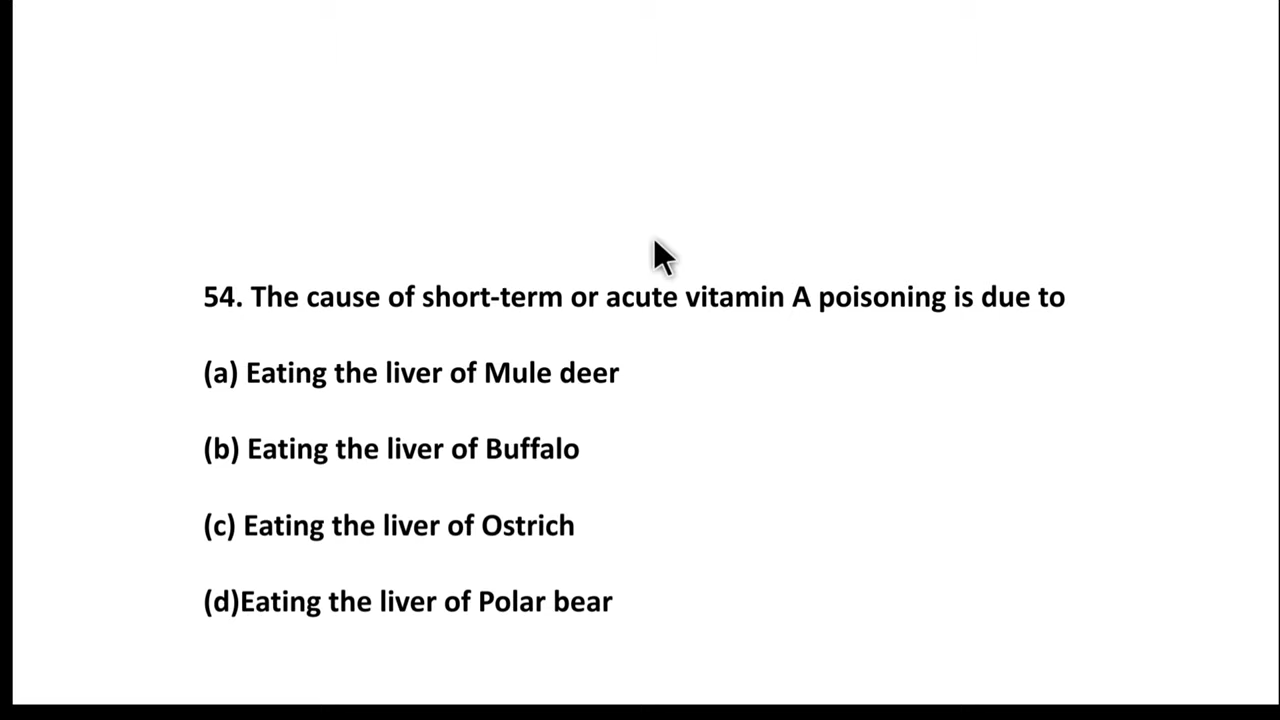 54. The cause of short-term or acute vitamin A poisoning is due to
(a) Eating the liver of Mule deer
(b) Eating the liver of Buffalo
(c) Eating the liver of Ostrich
(d)Eating the liver of Polar bear